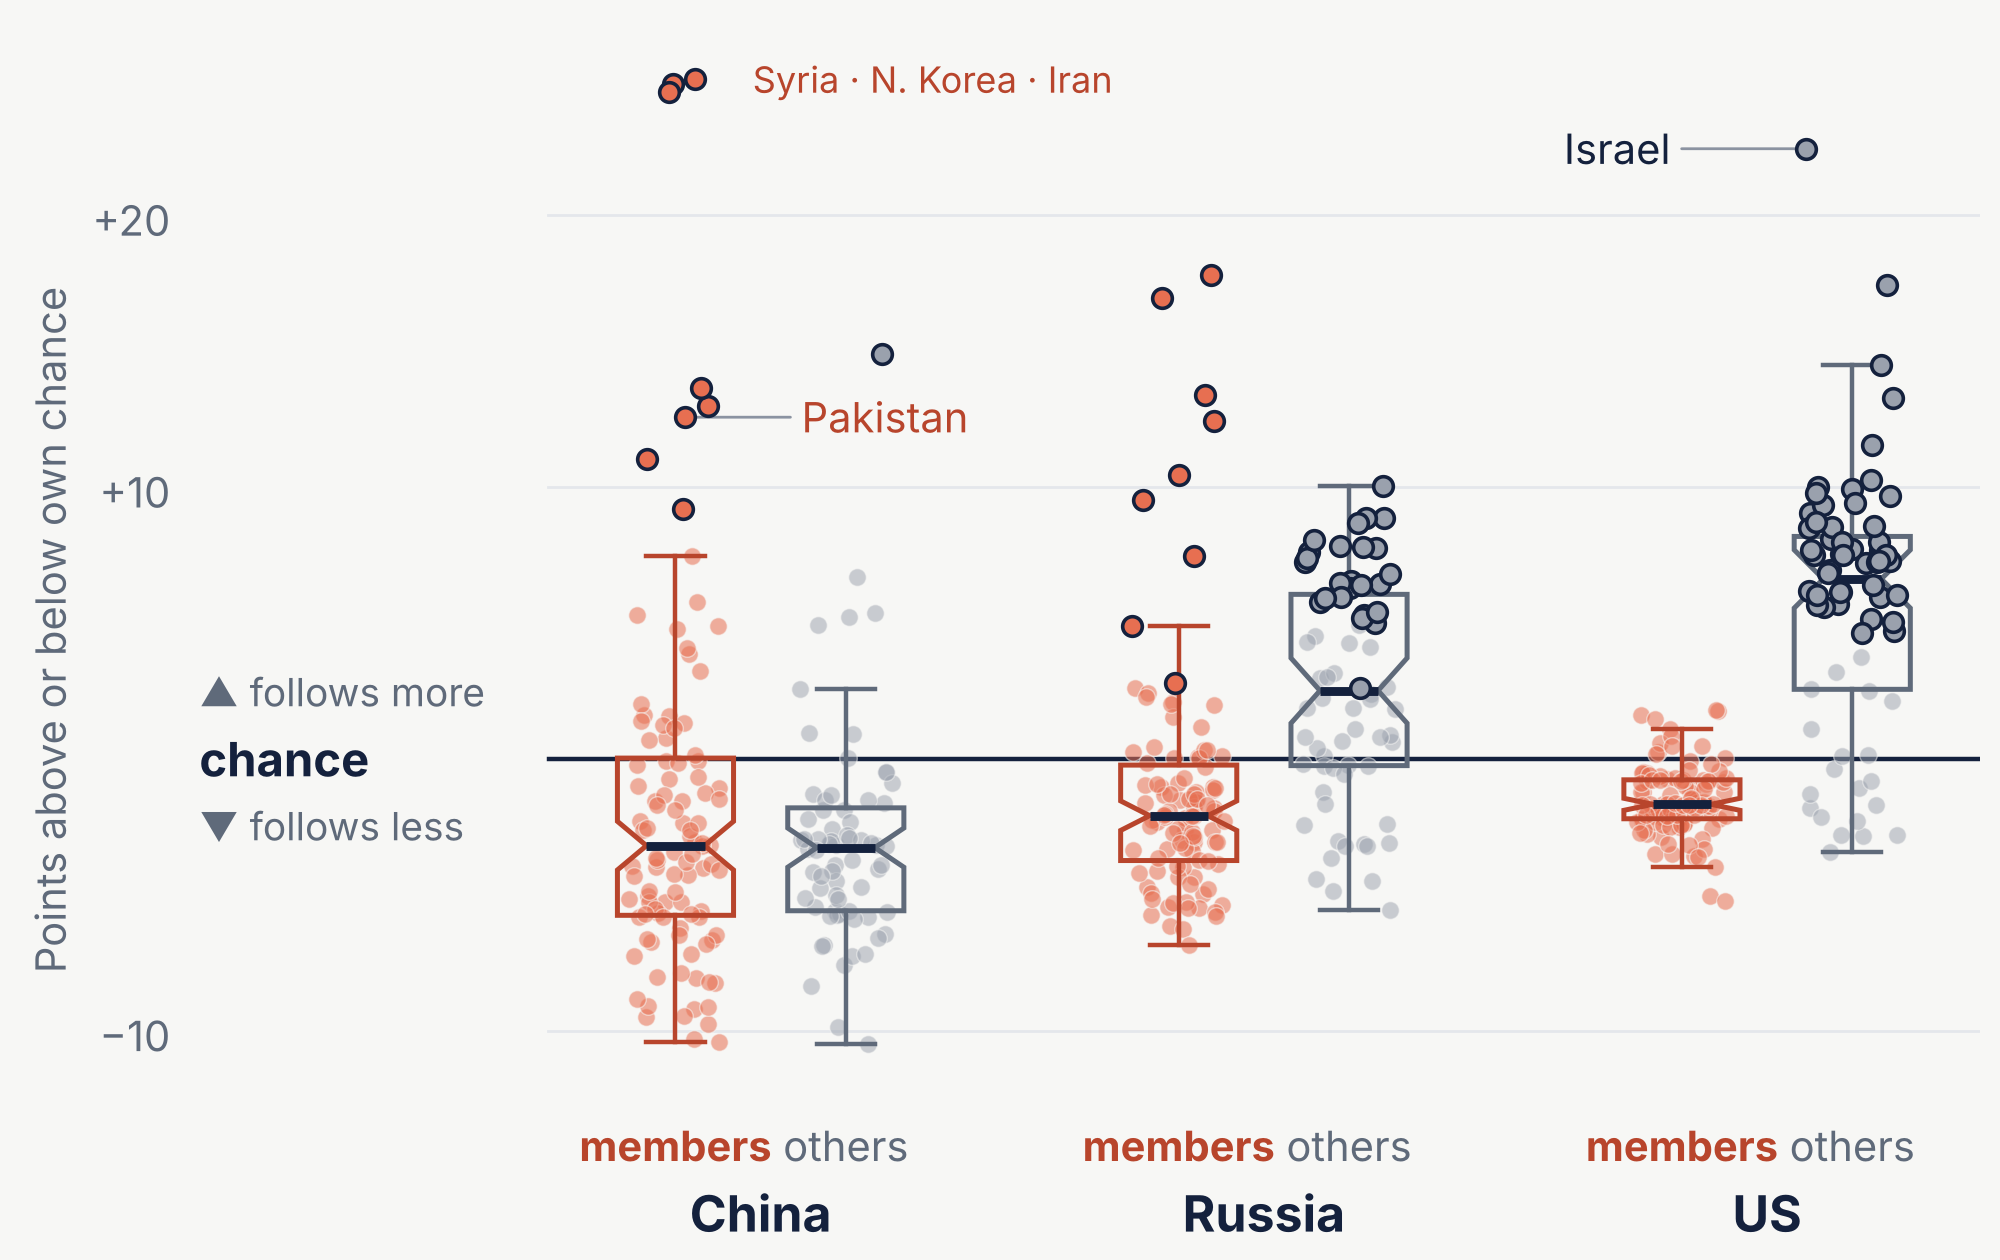 Syria · N. Korea · Iran
Israel
+20
Pakistan
+10
Points above or below own chance
▲ follows more
chance
▼ follows less
−10
members others
members others
members others
China
Russia
US